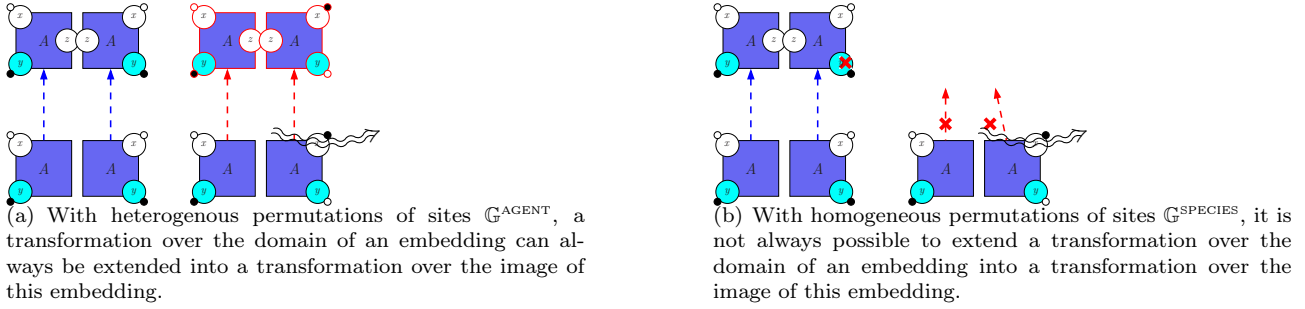 x x x x
A z z A A z z A
y y y y
x x x
A A A A
y y y
(a) With heterogenous permutations of sites 𝔾^AGENT, a
transformation over the domain of an embedding can al-
ways be extended into a transformation over the image of
this embedding.
x x
A z z A
y
x x x
A A A A
y y y
(b) With homogeneous permutations of sites 𝔾^SPECIES, it is
not always possible to extend a transformation over the
domain of an embedding into a transformation over the
image of this embedding.